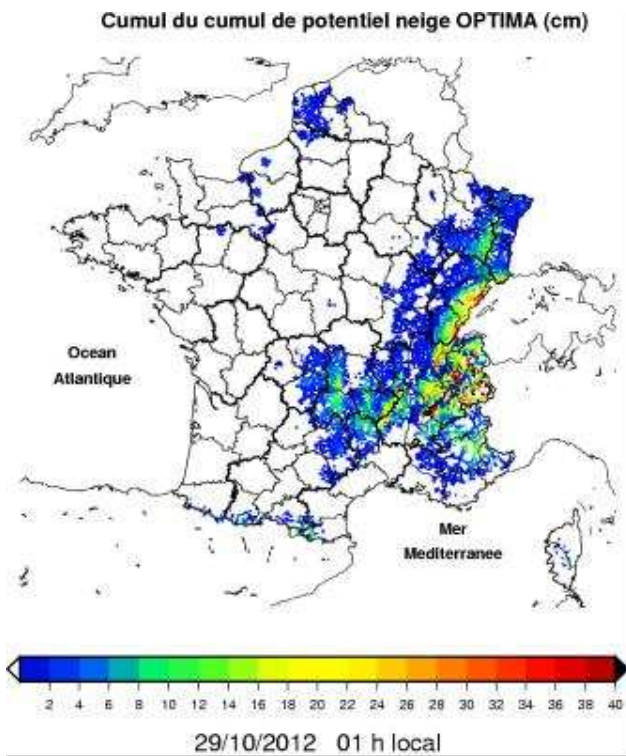 Cumul du cumul de potentiel neige OPTIMA (cm)
Ocean
Atlantique
Mer
Mediterranee
2 4 6 8 10 12 14 16 18 20 22 24 26 28 30 32 34 36 38 40
29/10/2012 01 h local